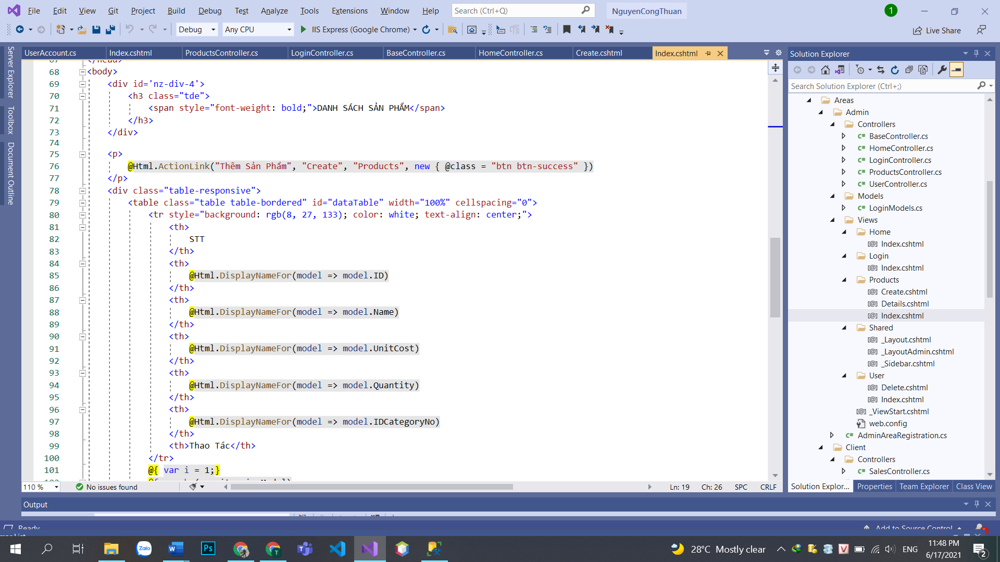 File Edit View Git Project Build Debug Test Analyze Tools Extensions Window Help Search (Ctrl+Q) NguyenCongThuan 1
Debug Any CPU IIS Express (Google Chrome) Live Share
Server Explorer
Toolbox
Document Outline
UserAccount.cs Index.cshtml ProductsController.cs LoginController.cs BaseController.cs HomeController.cs Create.cshtml Index.cshtml
67 </head>
68 <body>
69 <div id='nz-div-4'>
70 <h3 class="tde">
71 <span style="font-weight: bold;">DANH SÁCH SẢN PHẨM</span>
72 </h3>
73 </div>
74
75 <p>
76 @Html.ActionLink("Thêm Sản Phẩm", "Create", "Products", new { @class = "btn btn-success" })
77 </p>
78 <div class="table-responsive">
79 <table class="table table-bordered" id="dataTable" width="100%" cellspacing="0">
80 <tr style="background: rgb(8, 27, 133); color: white; text-align: center;">
81 <th>
82 STT
83 </th>
84 <th>
85 @Html.DisplayNameFor(model => model.ID)
86 </th>
87 <th>
88 @Html.DisplayNameFor(model => model.Name)
89 </th>
90 <th>
91 @Html.DisplayNameFor(model => model.UnitCost)
92 </th>
93 <th>
94 @Html.DisplayNameFor(model => model.Quantity)
95 </th>
96 <th>
97 @Html.DisplayNameFor(model => model.IDCategoryNo)
98 </th>
99 <th>Thao Tác</th>
100 </tr>
101 @{ var i = 1;}
110 % No issues found Ln: 19 Ch: 26 SPC CRLF
Solution Explorer
Search Solution Explorer (Ctrl+;)
Areas
Admin
Controllers
C# BaseController.cs
C# HomeController.cs
C# LoginController.cs
C# ProductsController.cs
C# UserController.cs
Models
C# LoginModels.cs
Views
Home
[@] Index.cshtml
Login
[@] Index.cshtml
Products
[@] Create.cshtml
[@] Details.cshtml
[@] Index.cshtml
Shared
[@] _Layout.cshtml
[@] _LayoutAdmin.cshtml
[@] _Sidebar.cshtml
User
[@] Delete.cshtml
[@] Index.cshtml
[@] _ViewStart.cshtml
web.config
C# AdminAreaRegistration.cs
Client
Controllers
C# SalesController.cs
Solution Explor... Properties Team Explorer Class View
Output
Ready Add to Source Control
Zalo Ps T 28°C Mostly clear ENG 11:48 PM
6/17/2021 2